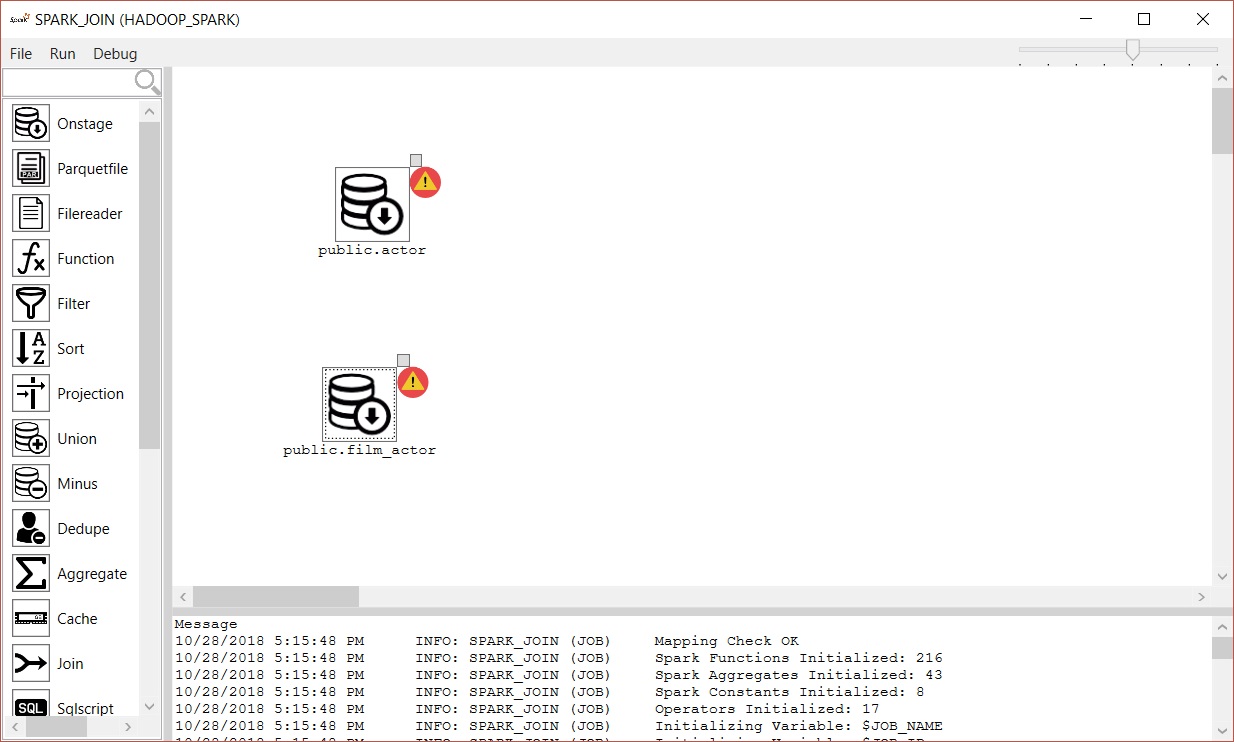 Spark SPARK_JOIN (HADOOP_SPARK)
File Run Debug
Onstage
PAR Parquetfile
Filereader
fx Function
Filter
A Z Sort
Projection
Union
Minus
Dedupe
Aggregate
Cache
Join
SQL Sqlscript
public.actor
public.film_actor
Message
10/28/2018 5:15:48 PM INFO: SPARK_JOIN (JOB) Mapping Check OK
10/28/2018 5:15:48 PM INFO: SPARK_JOIN (JOB) Spark Functions Initialized: 216
10/28/2018 5:15:48 PM INFO: SPARK_JOIN (JOB) Spark Aggregates Initialized: 43
10/28/2018 5:15:48 PM INFO: SPARK_JOIN (JOB) Spark Constants Initialized: 8
10/28/2018 5:15:48 PM INFO: SPARK_JOIN (JOB) Operators Initialized: 17
10/28/2018 5:15:48 PM INFO: SPARK_JOIN (JOB) Initializing Variable: $JOB_NAME